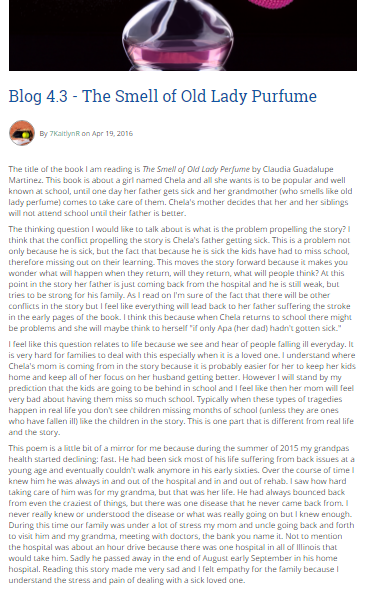 Blog 4.3 - The Smell of Old Lady Purfume
By 7KaitlynR on Apr 19, 2016
The title of the book I am reading is The Smell of Old Lady Perfume by Claudia Guadalupe
Martinez. This book is about a girl named Chela and all she wants is to be popular and well
known at school, until one day her father gets sick and her grandmother (who smells like old
lady perfume) comes to take care of them. Chela's mother decides that her and her siblings
will not attend school until their father is better.
The thinking question I would like to talk about is what is the problem propelling the story? I
think that the conflict propelling the story is Chela's father getting sick. This is a problem not
only because he is sick, but the fact that because he is sick the kids have had to miss school,
therefore missing out on their learning. This moves the story forward because it makes you
wonder what will happen when they return, will they return, what will people think? At this
point in the story her father is just coming back from the hospital and he is still weak, but
tries to be strong for his family. As I read on I'm sure of the fact that there will be other
conflicts in the story but I feel like everything will lead back to her father suffering the stroke
in the early pages of the book. I think this because when Chela returns to school there might
be problems and she will maybe think to herself "if only Apa (her dad) hadn't gotten sick."
I feel like this question relates to life because we see and hear of people falling ill everyday. It
is very hard for families to deal with this especially when it is a loved one. I understand where
Chela's mom is coming from in the story because it is probably easier for her to keep her kids
home and keep all of her focus on her husband getting better. However I will stand by my
prediction that the kids are going to be behind in school and I feel like then her mom will feel
very bad about having them miss so much school. Typically when these types of tragedies
happen in real life you don't see children missing months of school (unless they are ones
who have fallen ill) like the children in the story. This is one part that is different from real life
and the story.
This poem is a little bit of a mirror for me because during the summer of 2015 my grandpas
health started declining: fast. He had been sick most of his life suffering from back issues at a
young age and eventually couldn't walk anymore in his early sixties. Over the course of time I
knew him he was always in and out of the hospital and in and out of rehab. I saw how hard
taking care of him was for my grandma, but that was her life. He had always bounced back
from even the craziest of things, but there was one disease that he never came back from. I
never really knew or understood the disease or what was really going on but I knew enough.
During this time our family was under a lot of stress my mom and uncle going back and forth
to visit him and my grandma, meeting with doctors, the bank you name it. Not to mention
the hospital was about an hour drive because there was one hospital in all of Illinois that
would take him. Sadly he passed away in the end of August early September in his home
hospital. Reading this story made me very sad and I felt empathy for the family because I
understand the stress and pain of dealing with a sick loved one.